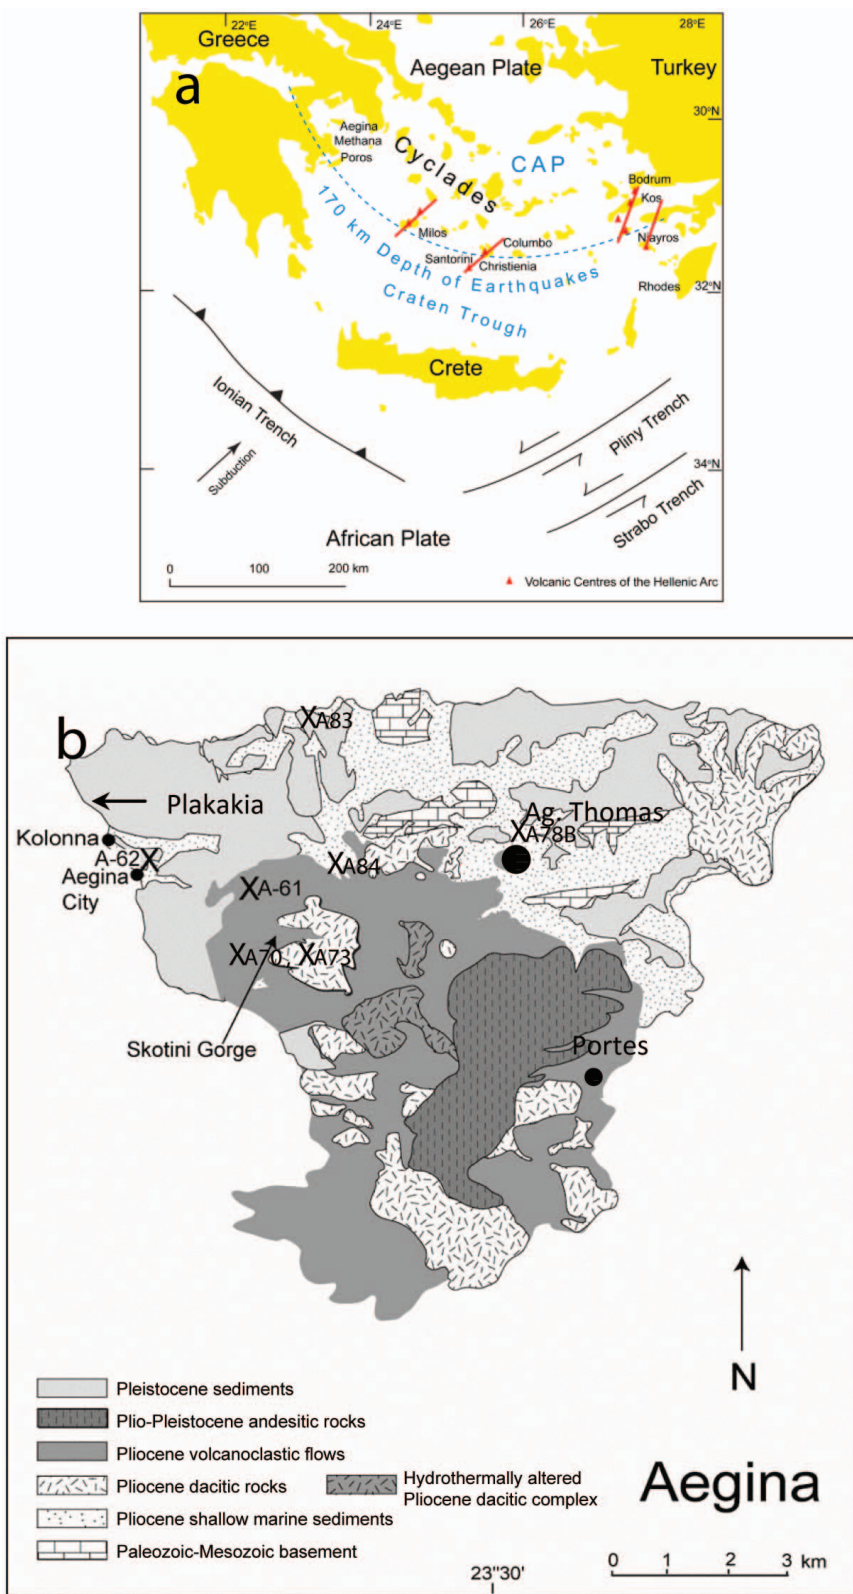 22°E
24°E
26°E
28°E
Greece
a
Aegean Plate
Turkey
30°N
Aegina
Methana
Poros
Cyclades
CAP
Bodrum
Kos
Milos
Columbo
Niayros
Santorini
Christienia
170 km Depth of Earthquakes
Rhodes
32°N
Craten Trough
Crete
Ionian Trench
Pliny Trench
Subduction
34°N
Strabo Trench
African Plate
0 100 200 km
Volcanic Centres of the Hellenic Arc
b
XA83
Plakakia
Ag. Thomas
Kolonna
XA78B
A-62X
XA84
Aegina
City
XA-61
XA70, XA73
Skotini Gorge
Portes
N
Pleistocene sediments
Plio-Pleistocene andesitic rocks
Pliocene volcanoclastic flows
Pliocene dacitic rocks
Hydrothermally altered
Pliocene dacitic complex
Pliocene shallow marine sediments
Paleozoic-Mesozoic basement
Aegina
23"30'
0 1 2 3 km